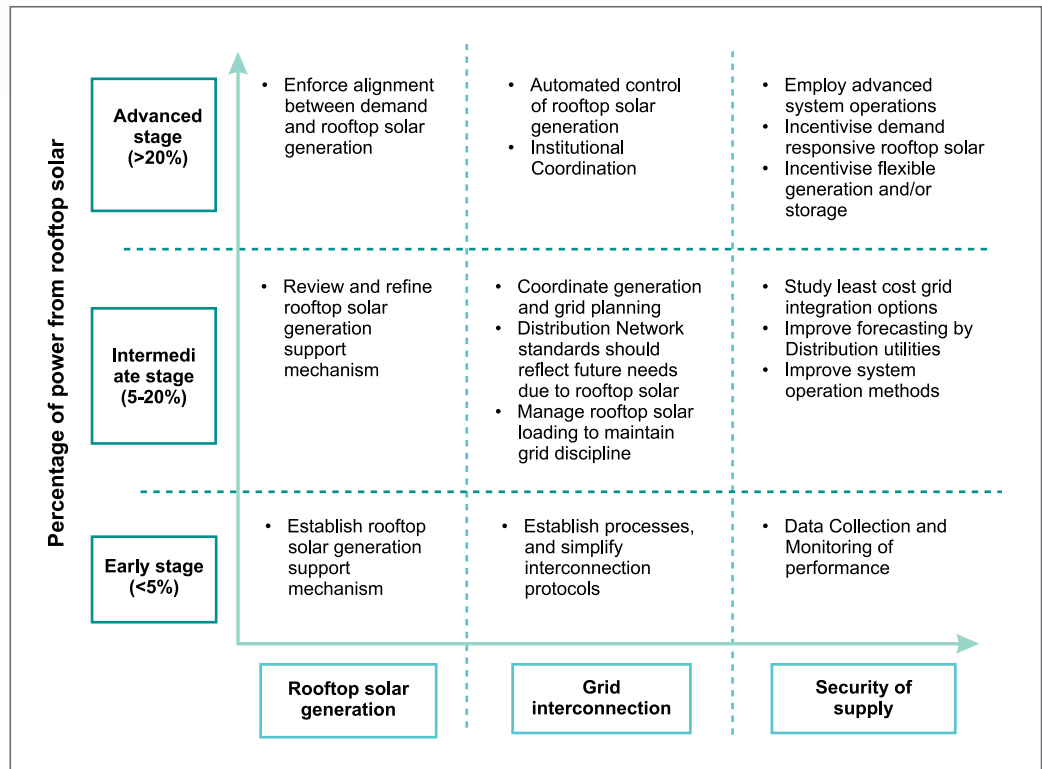 Percentage of power from rooftop solar
Advanced
stage
(>20%)
• Enforce alignment
between demand
and rooftop solar
generation
• Automated control
of rooftop solar
generation
• Institutional
Coordination
• Employ advanced
system operations
• Incentivise demand
responsive rooftop solar
• Incentivise flexible
generation and/or
storage
Intermedi
ate stage
(5-20%)
• Review and refine
rooftop solar
generation
support
mechanism
• Coordinate generation
and grid planning
• Distribution Network
standards should
reflect future needs
due to rooftop solar
• Manage rooftop solar
loading to maintain
grid discipline
• Study least cost grid
integration options
• Improve forecasting by
Distribution utilities
• Improve system
operation methods
Early stage
(<5%)
• Establish rooftop
solar generation
support
mechanism
• Establish processes,
and simplify
interconnection
protocols
• Data Collection and
Monitoring of
performance
Rooftop solar
generation
Grid
interconnection
Security of
supply